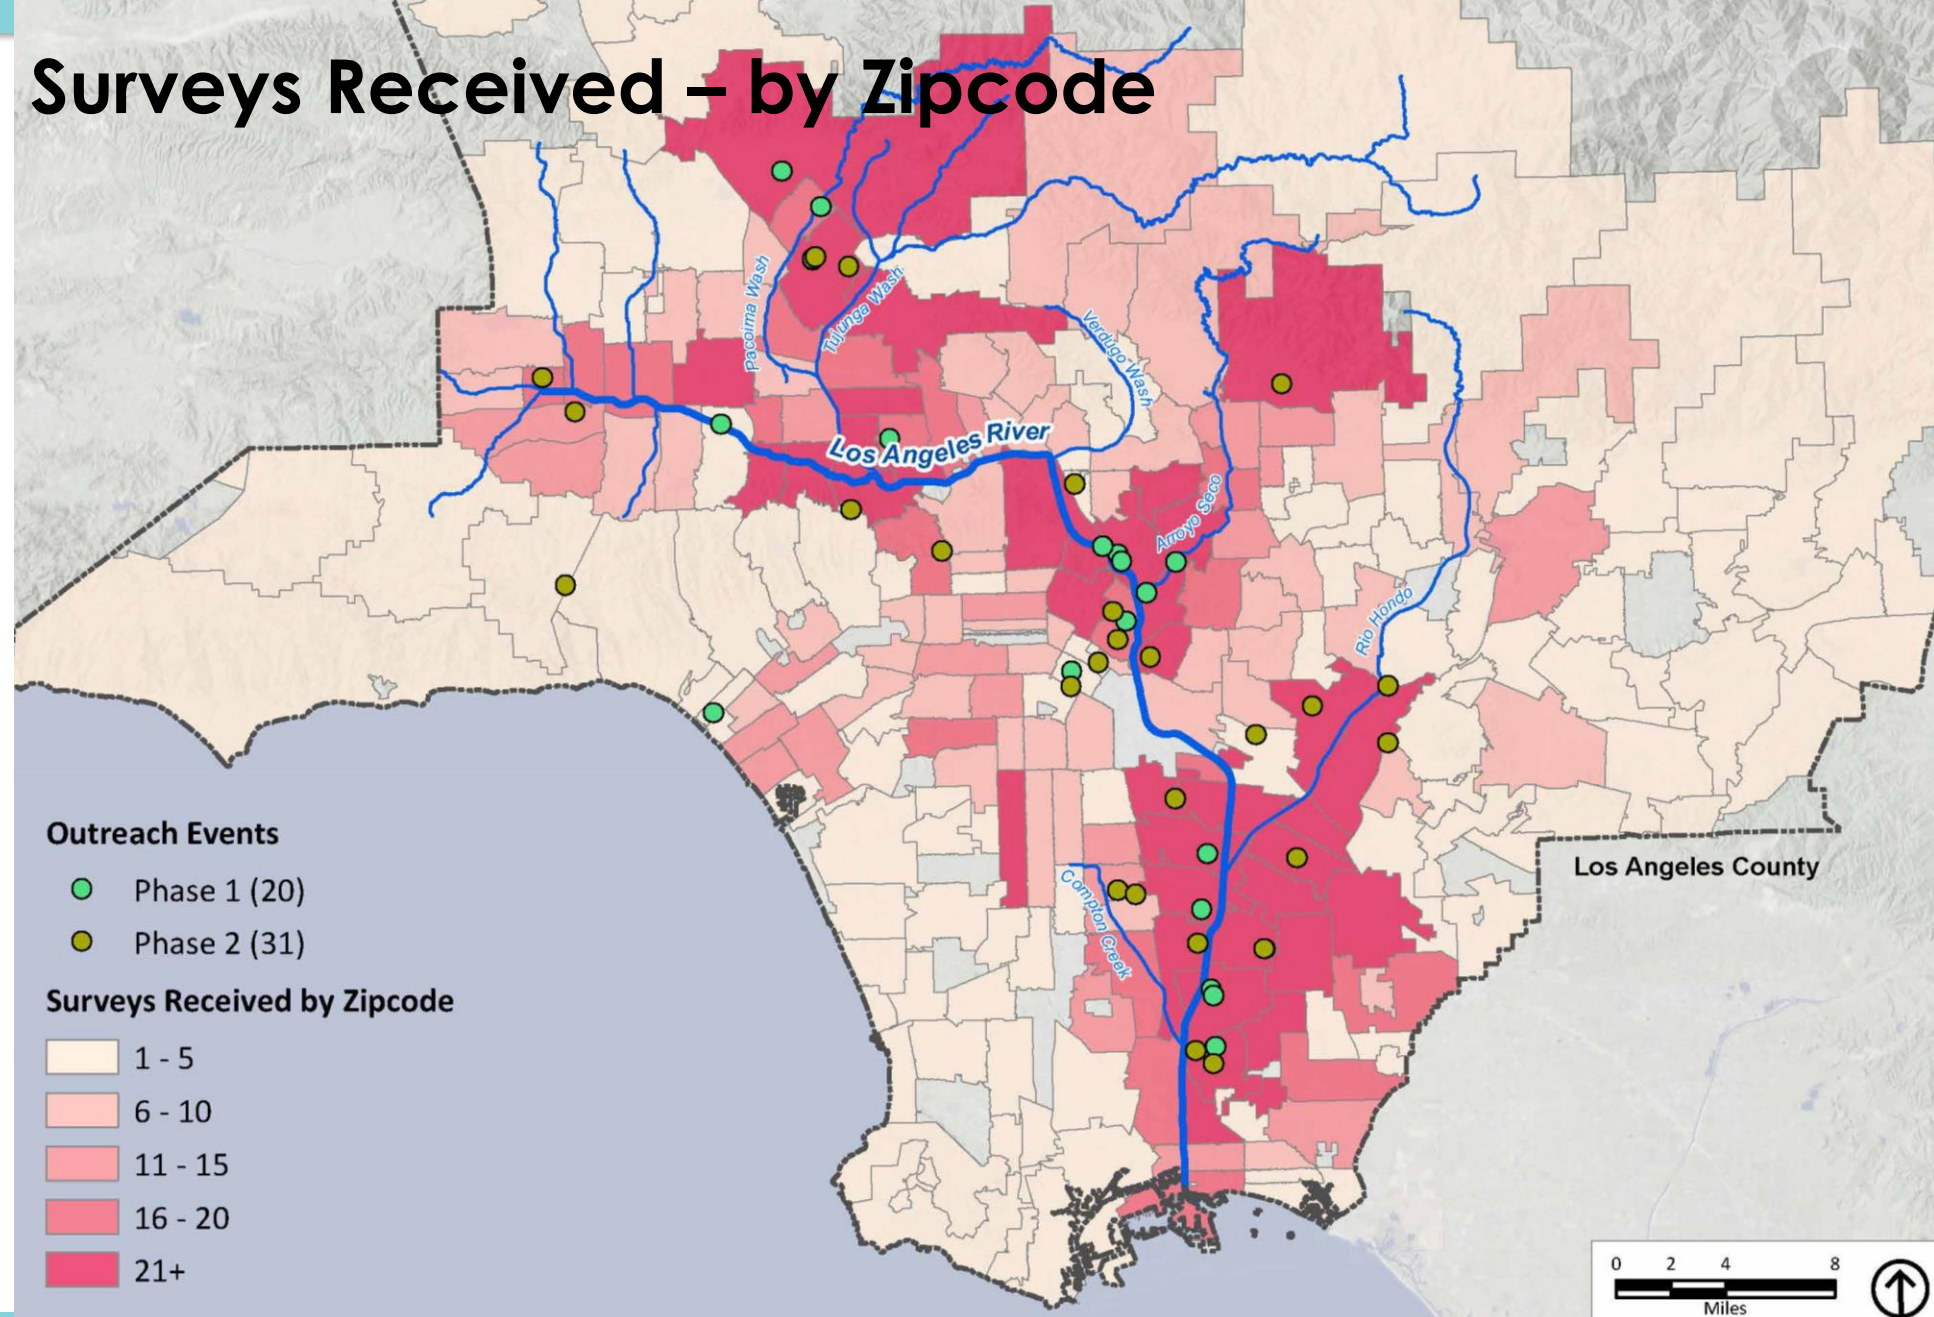 Surveys Received – by Zipcode
Pacoima Wash
Tujunga Wash
Verdugo Wash
Los Angeles River
Arroyo Seco
Rio Hondo
Compton Creek
Los Angeles County
Outreach Events
Phase 1 (20)
Phase 2 (31)
Surveys Received by Zipcode
1 - 5
6 - 10
11 - 15
16 - 20
21+
0 2 4 8
Miles